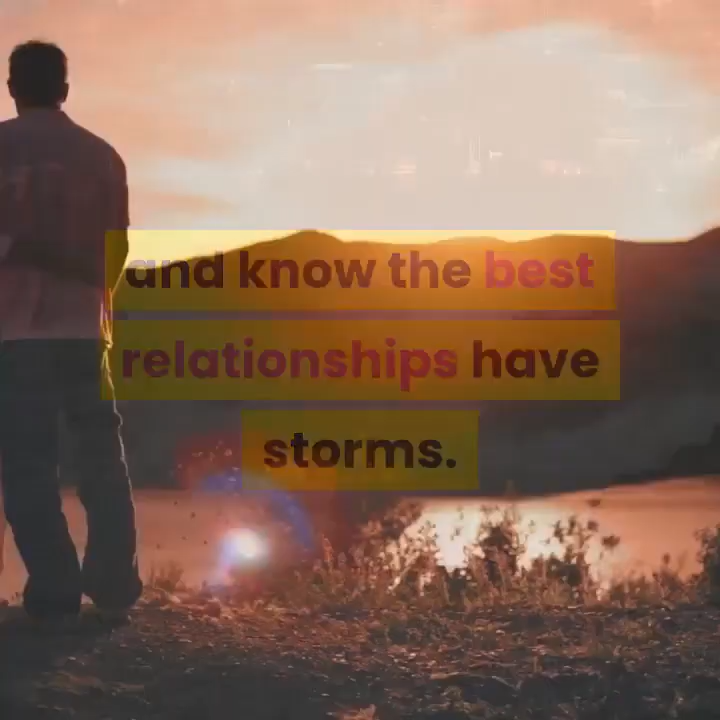 and know the best
relationships have
storms.